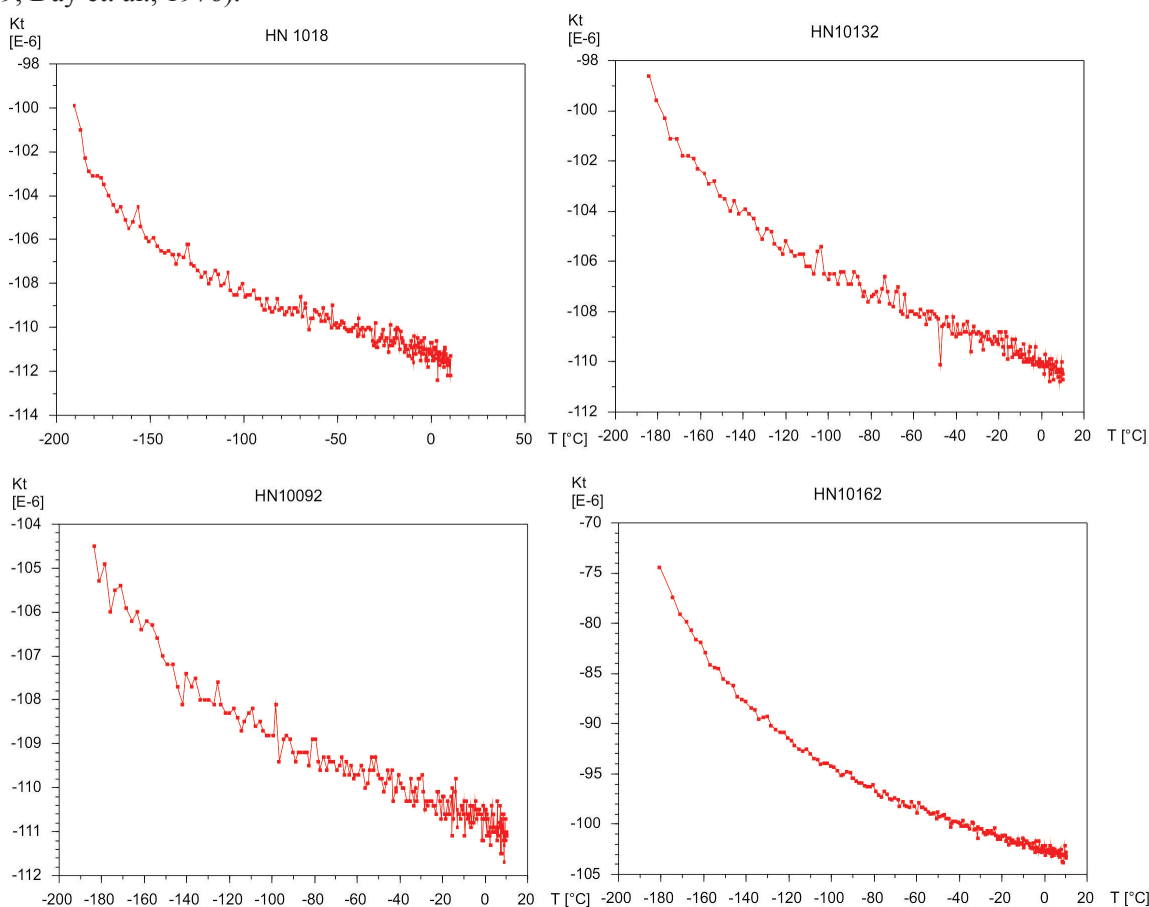 9; Day et al., 1976).
Kt
[E-6]
HN 1018
-98
-100
-102
-104
-106
-108
-110
-112
-114
-200 -150 -100 -50 0 50 T [°C]
Kt
[E-6]
HN10132
-98
-100
-102
-104
-106
-108
-110
-112
-200 -180 -160 -140 -120 -100 -80 -60 -40 -20 0 20 T [°C]
Kt
[E-6]
HN10092
-104
-105
-106
-107
-108
-109
-110
-111
-112
-200 -180 -160 -140 -120 -100 -80 -60 -40 -20 0 20 T [°C]
Kt
[E-6]
HN10162
-70
-75
-80
-85
-90
-95
-100
-105
-200 -180 -160 -140 -120 -100 -80 -60 -40 -20 0 20 T [°C]